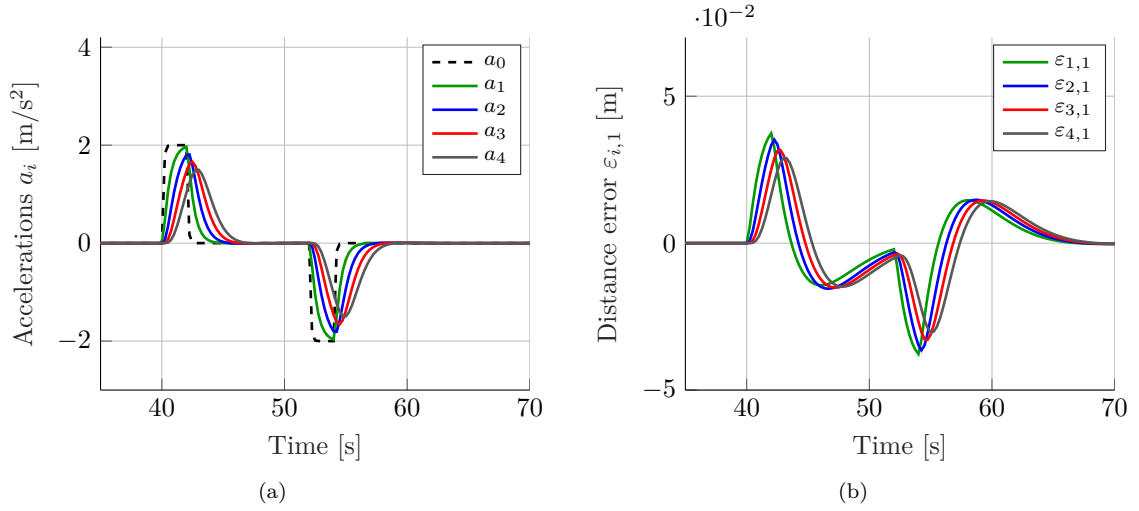 4
2
0
−2
40
50
60
70
Time [s]
Accelerations aᵢ [m/s²]
a₀
a₁
a₂
a₃
a₄
(a)
·10⁻²
5
0
−5
40
50
60
70
Time [s]
Distance error εᵢ,₁ [m]
ε₁,₁
ε₂,₁
ε₃,₁
ε₄,₁
(b)